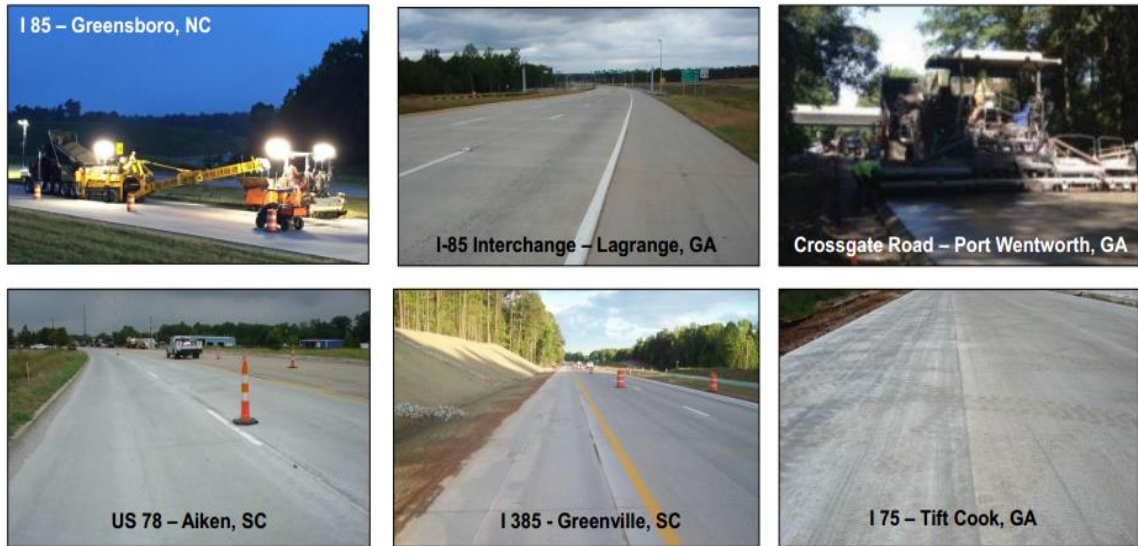 I 85 – Greensboro, NC
I-85 Interchange – Lagrange, GA
Crossgate Road – Port Wentworth, GA
US 78 – Aiken, SC
I 385 - Greenville, SC
I 75 – Tift Cook, GA